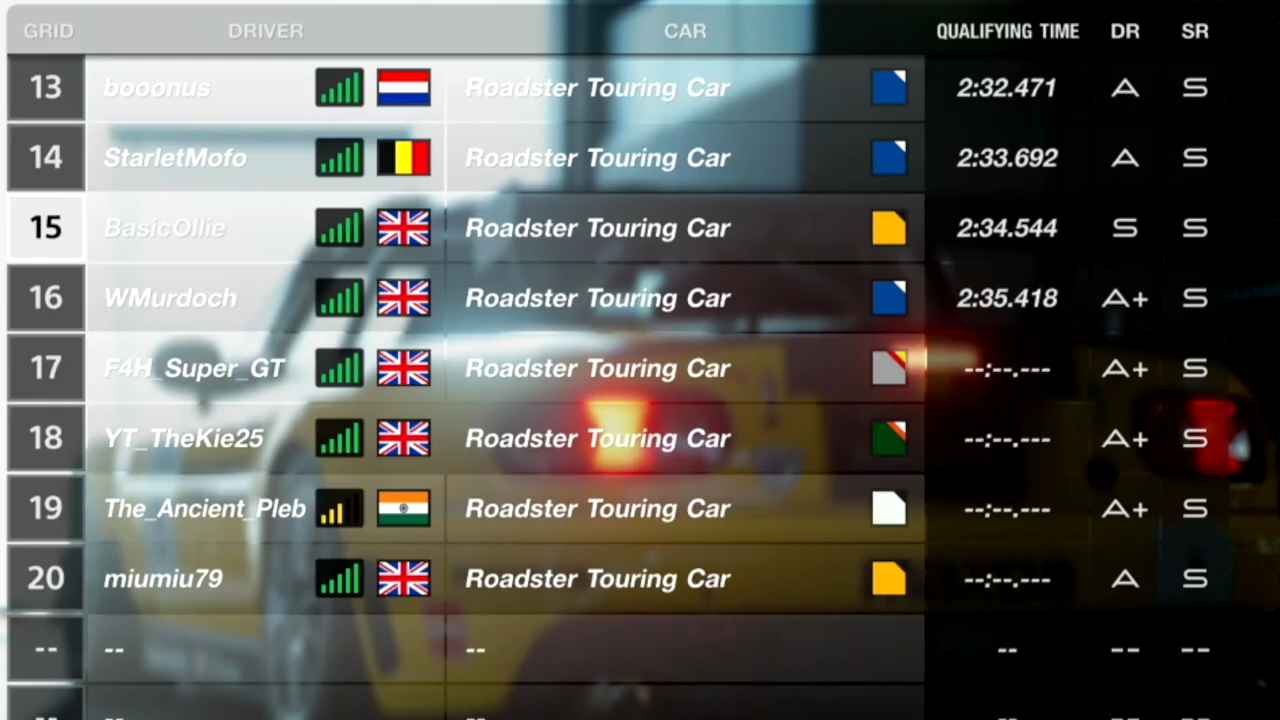 GRID DRIVER CAR QUALIFYING TIME DR SR
13 booonus Roadster Touring Car 2:32.471 A S
14 StarletMofo Roadster Touring Car 2:33.692 A S
15 BasicOllie Roadster Touring Car 2:34.544 S S
16 WMurdoch Roadster Touring Car 2:35.418 A+ S
17 F4H_Super_GT Roadster Touring Car --:--.--- A+ S
18 YT_TheKie25 Roadster Touring Car --:--.--- A+ S
19 The_Ancient_Pleb Roadster Touring Car --:--.--- A+ S
20 miumiu79 Roadster Touring Car --:--.--- A S
-- -- -- -- -- --
-- -- -- -- -- --